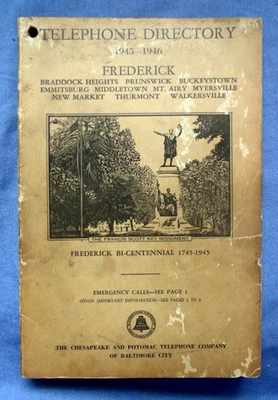 TELEPHONE DIRECTORY
1945-1946
FREDERICK
BRADDOCK HEIGHTS BRUNSWICK BUCKEYSTOWN
EMMITSBURG MIDDLETOWN MT. AIRY MYERSVILLE
NEW MARKET THURMONT WALKERSVILLE
THE FRANCIS SCOTT KEY MONUMENT
FREDERICK BI-CENTENNIAL 1745-1945
EMERGENCY CALLS—SEE PAGE 1
OTHER IMPORTANT INFORMATION—SEE PAGES 1 TO
THE CHESAPEAKE AND POTOMAC TELEPHONE COMPANY
OF BALTIMORE CITY